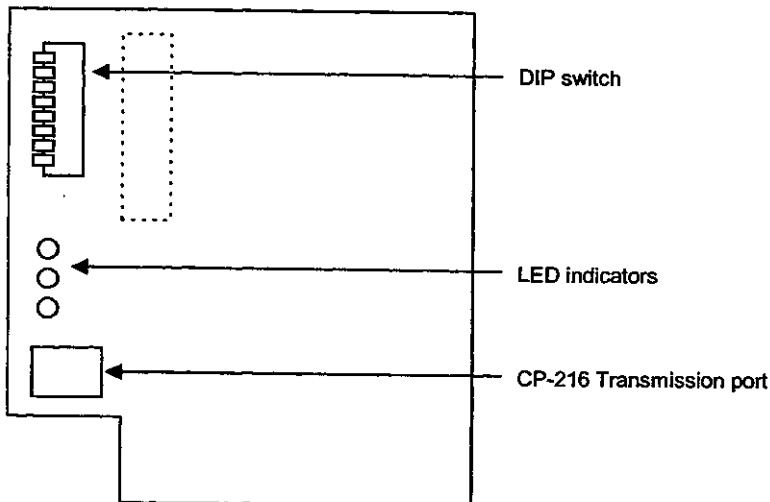 DIP switch
LED indicators
CP-216 Transmission port